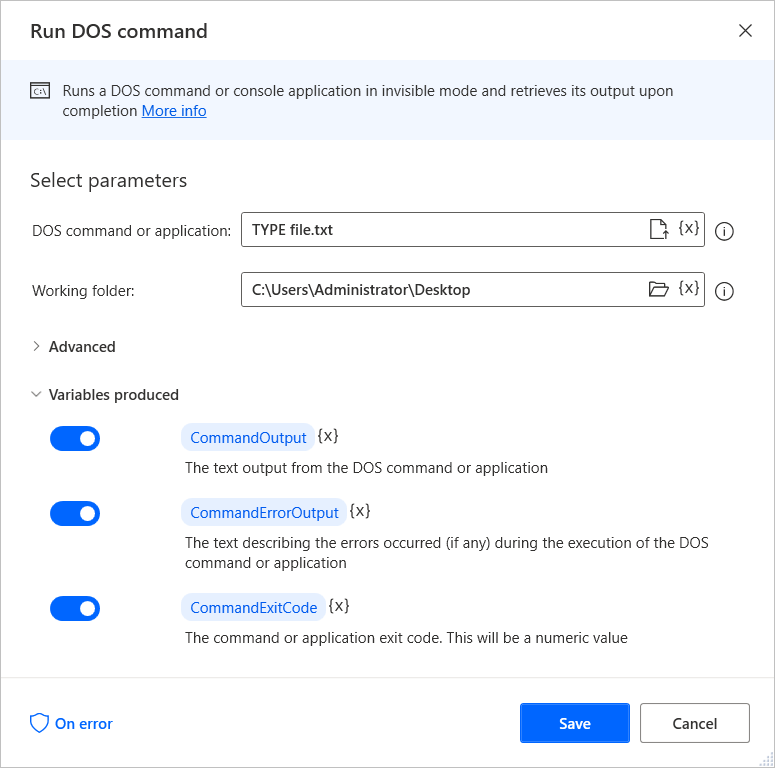 Run DOS command
C:\
Runs a DOS command or console application in invisible mode and retrieves its output upon
completion More info
Select parameters
DOS command or application: TYPE file.txt {x}
Working folder: C:\Users\Administrator\Desktop {x}
Advanced
Variables produced
CommandOutput {x}
The text output from the DOS command or application
CommandErrorOutput {x}
The text describing the errors occurred (if any) during the execution of the DOS
command or application
CommandExitCode {x}
The command or application exit code. This will be a numeric value
On error Save Cancel